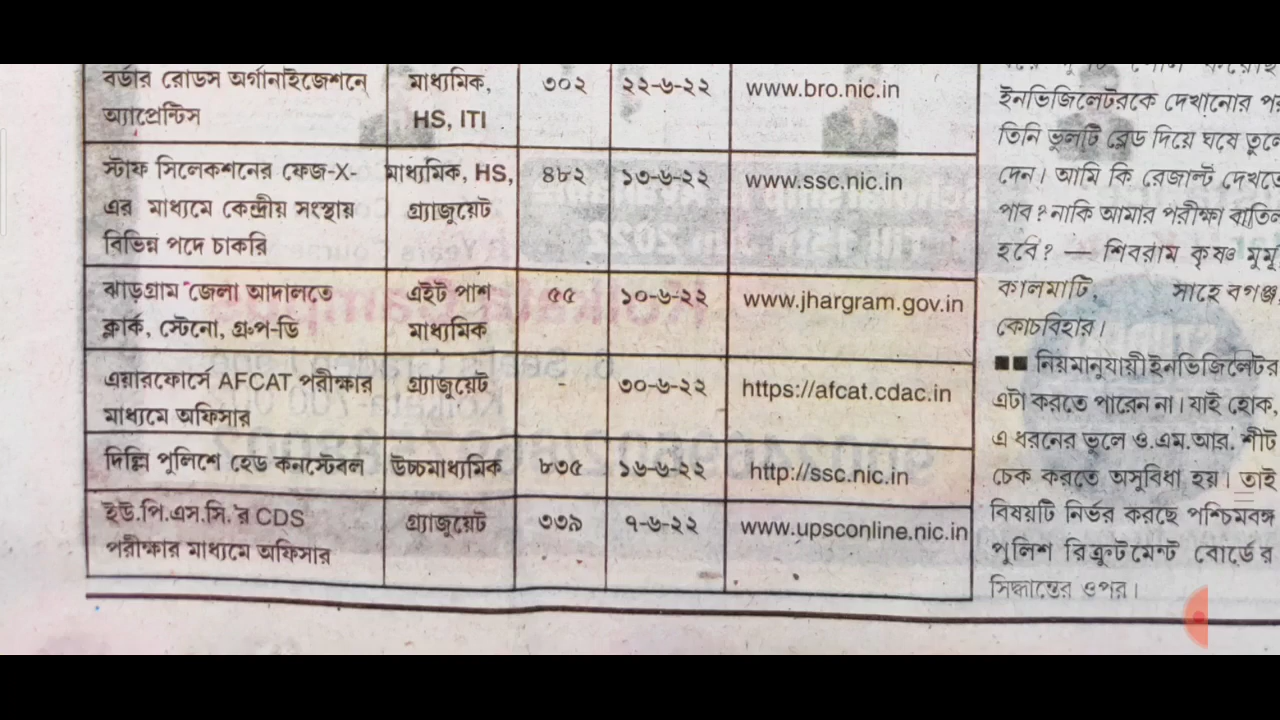 বর্ডার রোডস অর্গানাইজেশনে মাধ্যমিক, ৩০২ ২২-৬-২২ www.bro.nic.in
অ্যাপ্রেন্টিস HS, ITI
স্টাফ সিলেকশনের ফেজ-X- মাধ্যমিক, HS, ৪৮২ ১৩-৬-২২ www.ssc.nic.in
এর মাধ্যমে কেন্দ্রীয় সংস্থায় গ্র্যাজুয়েট
বিভিন্ন পদে চাকরি
ঝাড়গ্রাম জেলা আদালতে এইট পাশ ৫৫ ১০-৬-২২ www.jhargram.gov.in
ক্লার্ক, স্টেনো, গ্রুপ-ডি মাধ্যমিক
এয়ারফোর্সে AFCAT পরীক্ষার গ্র্যাজুয়েট - ৩০-৬-২২ https://afcat.cdac.in
মাধ্যমে অফিসার
দিল্লি পুলিশে হেড কনস্টেবল উচ্চমাধ্যমিক ৮৩৫ ১৬-৬-২২ http://ssc.nic.in
ইউ.পি.এস.সি.'র CDS গ্র্যাজুয়েট ৩৩৯ ৭-৬-২২ www.upsconline.nic.in
পরীক্ষার মাধ্যমে অফিসার
ইনভিজিলেটরকে দেখানোর
তিনি ভুলটি ব্লেড দিয়ে ঘষে তুলে
দেন। আমি কি রেজাল্ট দেখতে
পাব? নাকি আমার পরীক্ষা বাতিল
হবে? — শিবরাম কৃষ্ণ মুর্মু
কালমাটি সাহেবগঞ্জ
কোচবিহার।
■■ নিয়মানুযায়ী ইনভিজিলেটর
এটা করতে পারেন না। যাই হোক,
এ ধরনের ভুলে ও.এম.আর. শীট
চেক করতে অসুবিধা হয়। তাই
বিষয়টি নির্ভর করছে পশ্চিমবঙ্গ
পুলিশ রিক্রুটমেন্ট বোর্ডের
সিদ্ধান্তের ওপর।